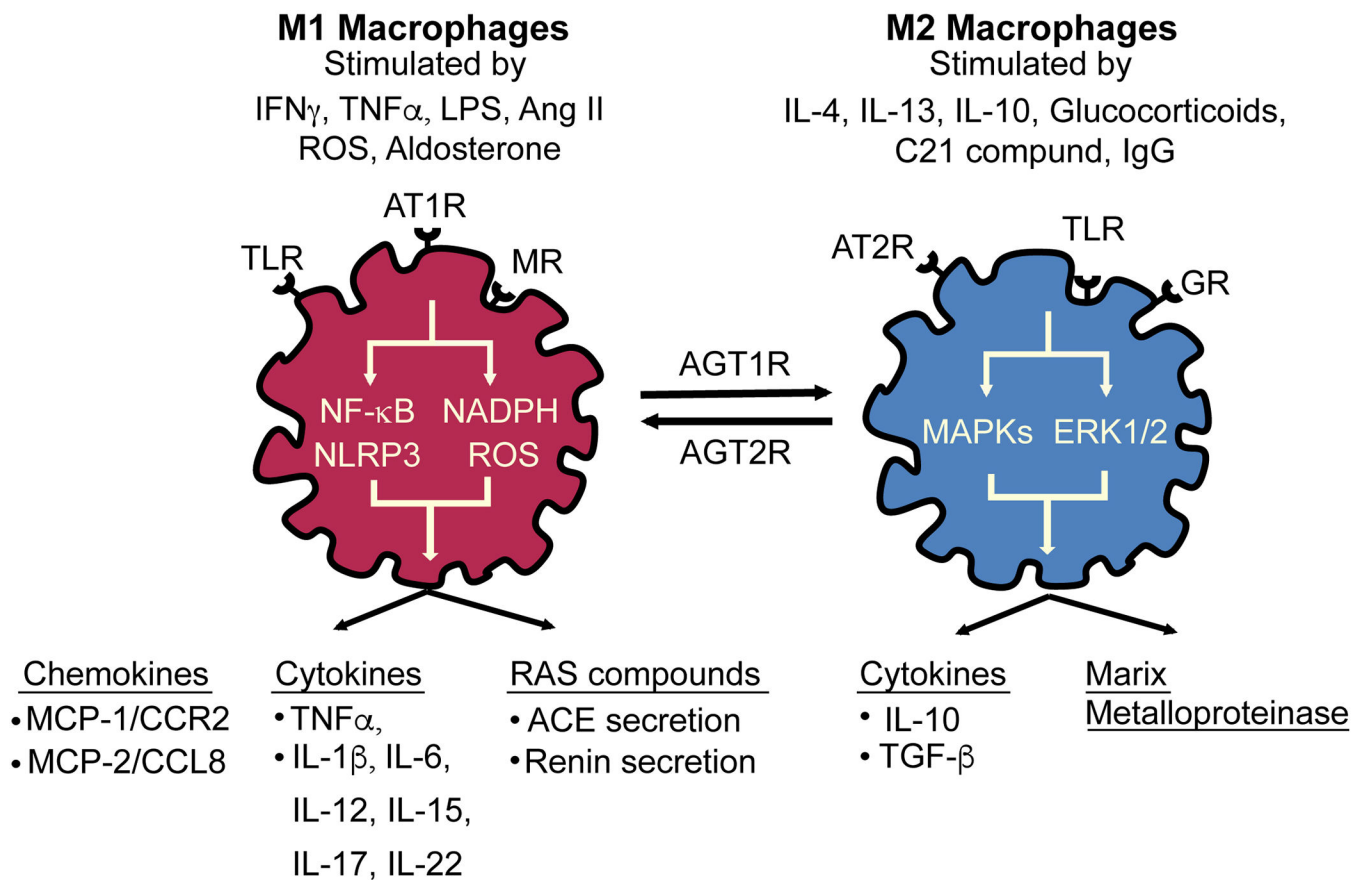 M1 Macrophages
Stimulated by
IFNγ, TNFα, LPS, Ang II
ROS, Aldosterone
M2 Macrophages
Stimulated by
IL-4, IL-13, IL-10, Glucocorticoids,
C21 compund, IgG
AT1R
TLR
MR
NF-κB NADPH
NLRP3 ROS
AGT1R
AGT2R
AT2R
TLR
GR
MAPKs ERK1/2
Chemokines
• MCP-1/CCR2
• MCP-2/CCL8
Cytokines
• TNFα,
• IL-1β, IL-6,
IL-12, IL-15,
IL-17, IL-22
RAS compounds
• ACE secretion
• Renin secretion
Cytokines
• IL-10
• TGF-β
Marix
Metalloproteinase